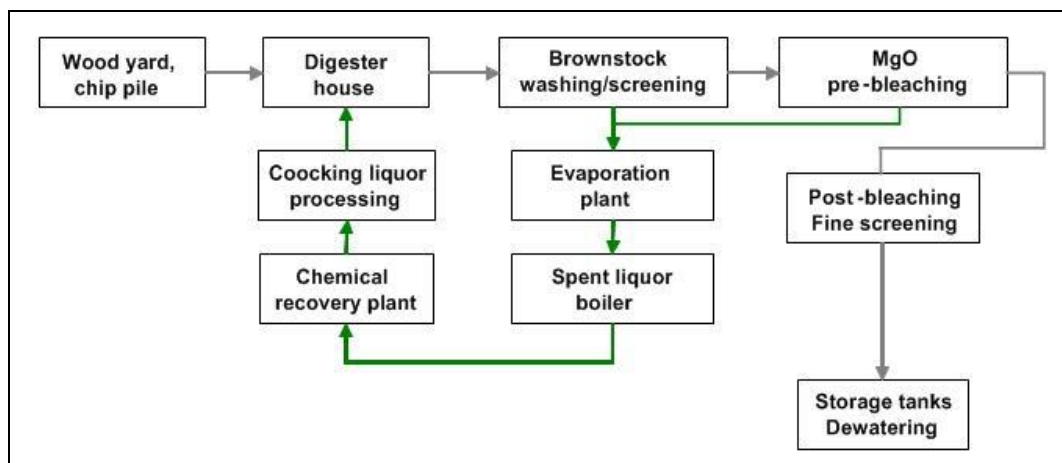 Wood yard,
chip pile
Digester
house
Brownstock
washing/screening
MgO
pre-bleaching
Coocking liquor
processing
Evaporation
plant
Post-bleaching
Fine screening
Chemical
recovery plant
Spent liquor
boiler
Storage tanks
Dewatering